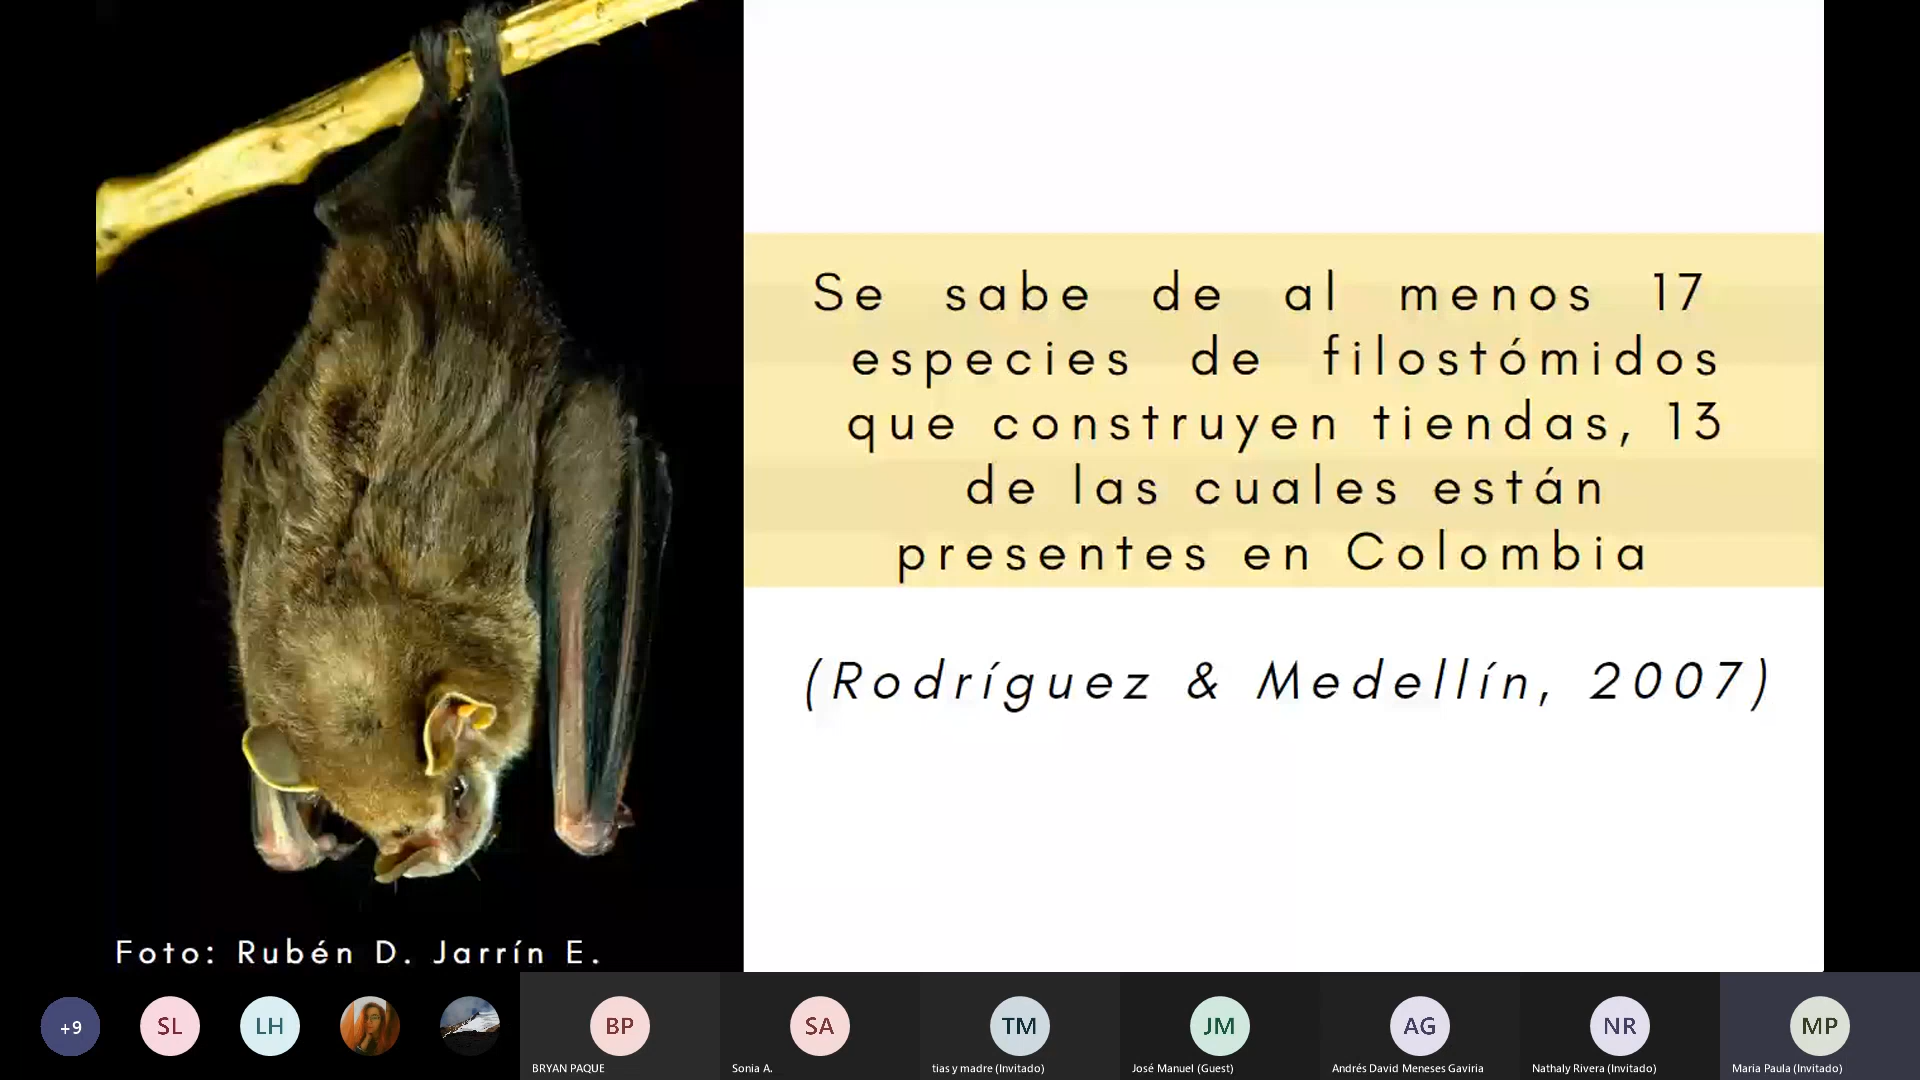 Se sabe de al menos 17
especies de filostómidos
que construyen tiendas, 13
de las cuales están
presentes en Colombia
(Rodríguez & Medellín, 2007)
Foto: Rubén D. Jarrín E.
+9
SL
LH
BP
SA
TM
JM
AG
NR
MP
BRYAN PAQUE
Sonia A.
tias y madre (Invitado)
José Manuel (Guest)
Andrés David Meneses Gaviria
Nathaly Rivera (Invitado)
Maria Paula (Invitado)